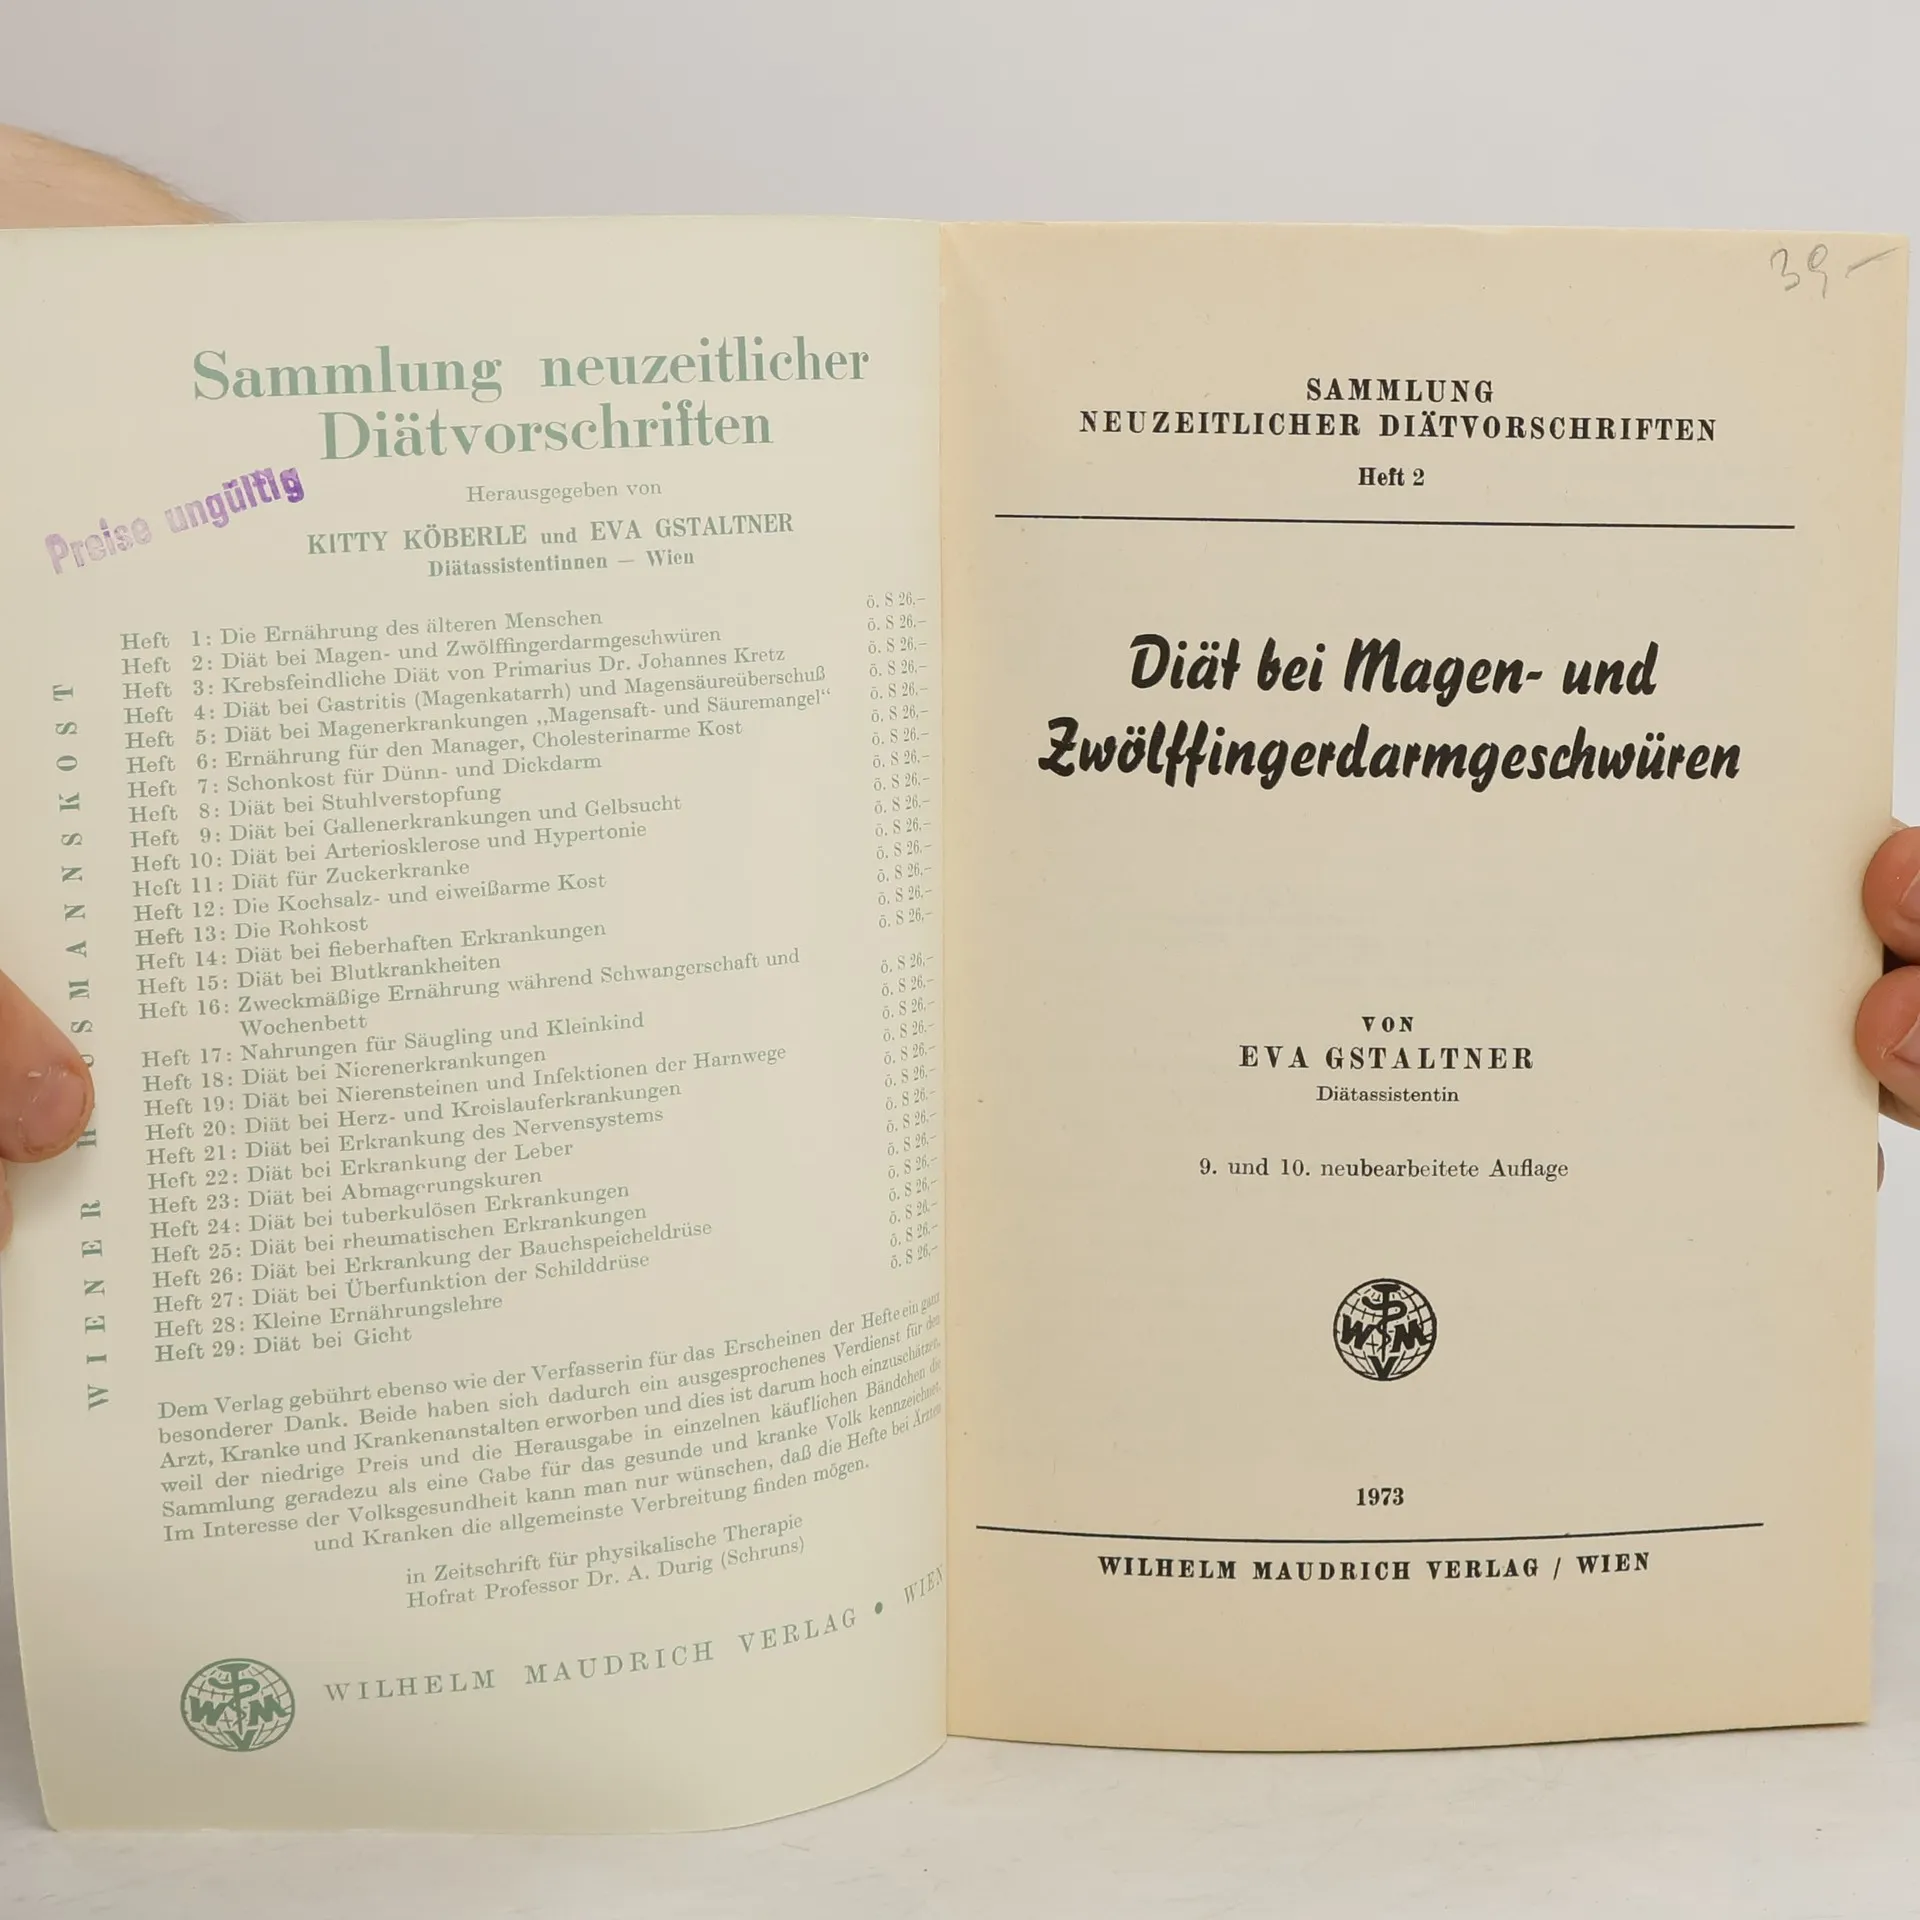 Sammlung neuzeitlicher
Diätvorschriften
Preise ungültig
Herausgegeben von
KITTY KÖBERLE und EVA GSTALTNER
Diätassistentinnen — Wien
WIENER HUSMANNSKOST
Heft 1: Die Ernährung des älteren Menschen ö. S 26,–
Heft 2: Diät bei Magen- und Zwölffingerdarmgeschwüren ö. S 26,–
Heft 3: Krebsfeindliche Diät von Primarius Dr. Johannes Kretz ö. S 26,–
Heft 4: Diät bei Gastritis (Magenkatarrh) und Magensäureüberschuß ö. S 26,–
Heft 5: Diät bei Magenerkrankungen „Magensaft- und Säuremangel“ ö. S 26,–
Heft 6: Ernährung für den Manager, Cholesterinarme Kost ö. S 26,–
Heft 7: Schonkost für Dünn- und Dickdarm ö. S 26,–
Heft 8: Diät bei Stuhlverstopfung ö. S 26,–
Heft 9: Diät bei Gallenerkrankungen und Gelbsucht ö. S 26,–
Heft 10: Diät bei Arteriosklerose und Hypertonie ö. S 26,–
Heft 11: Diät für Zuckerkranke ö. S 26,–
Heft 12: Die Kochsalz- und eiweißarme Kost ö. S 26,–
Heft 13: Die Rohkost ö. S 26,–
Heft 14: Diät bei fieberhaften Erkrankungen ö. S 26,–
Heft 15: Diät bei Blutkrankheiten ö. S 26,–
Heft 16: Zweckmäßige Ernährung während Schwangerschaft und
Wochenbett ö. S 26,–
Heft 17: Nahrungen für Säugling und Kleinkind ö. S 26,–
Heft 18: Diät bei Nierenerkrankungen ö. S 26,–
Heft 19: Diät bei Nierensteinen und Infektionen der Harnwege ö. S 26,–
Heft 20: Diät bei Herz- und Kreislauferkrankungen ö. S 26,–
Heft 21: Diät bei Erkrankung des Nervensystems ö. S 26,–
Heft 22: Diät bei Erkrankung der Leber ö. S 26,–
Heft 23: Diät bei Abmagerungskuren ö. S 26,–
Heft 24: Diät bei tuberkulösen Erkrankungen ö. S 26,–
Heft 25: Diät bei rheumatischen Erkrankungen ö. S 26,–
Heft 26: Diät bei Erkrankung der Bauchspeicheldrüse ö. S 26,–
Heft 27: Diät bei Überfunktion der Schilddrüse ö. S 26,–
Heft 28: Kleine Ernährungslehre ö. S 26,–
Heft 29: Diät bei Gicht ö. S 26,–
Dem Verlag gebührt ebenso wie der Verfasserin für das Erscheinen der Hefte ein ganz
besonderer Dank. Beide haben sich dadurch ein ausgesprochenes Verdienst für den
Arzt, Kranke und Krankenanstalten erworben und dies ist darum hoch einzuschätzen,
weil der niedrige Preis und die Herausgabe in einzelnen käuflichen Bändchen die
Sammlung geradezu als eine Gabe für das gesunde und kranke Volk kennzeichnet.
Im Interesse der Volksgesundheit kann man nur wünschen, daß die Hefte bei Ärzten
und Kranken die allgemeinste Verbreitung finden mögen.
in Zeitschrift für physikalische Therapie
Hofrat Professor Dr. A. Durig (Schruns)
WMV
WILHELM MAUDRICH VERLAG • WIEN
39 –
SAMMLUNG
NEUZEITLICHER DIÄTVORSCHRIFTEN
Heft 2
Diät bei Magen- und
Zwölffingerdarmgeschwüren
VON
EVA GSTALTNER
Diätassistentin
9. und 10. neubearbeitete Auflage
WMV
1973
WILHELM MAUDRICH VERLAG / WIEN